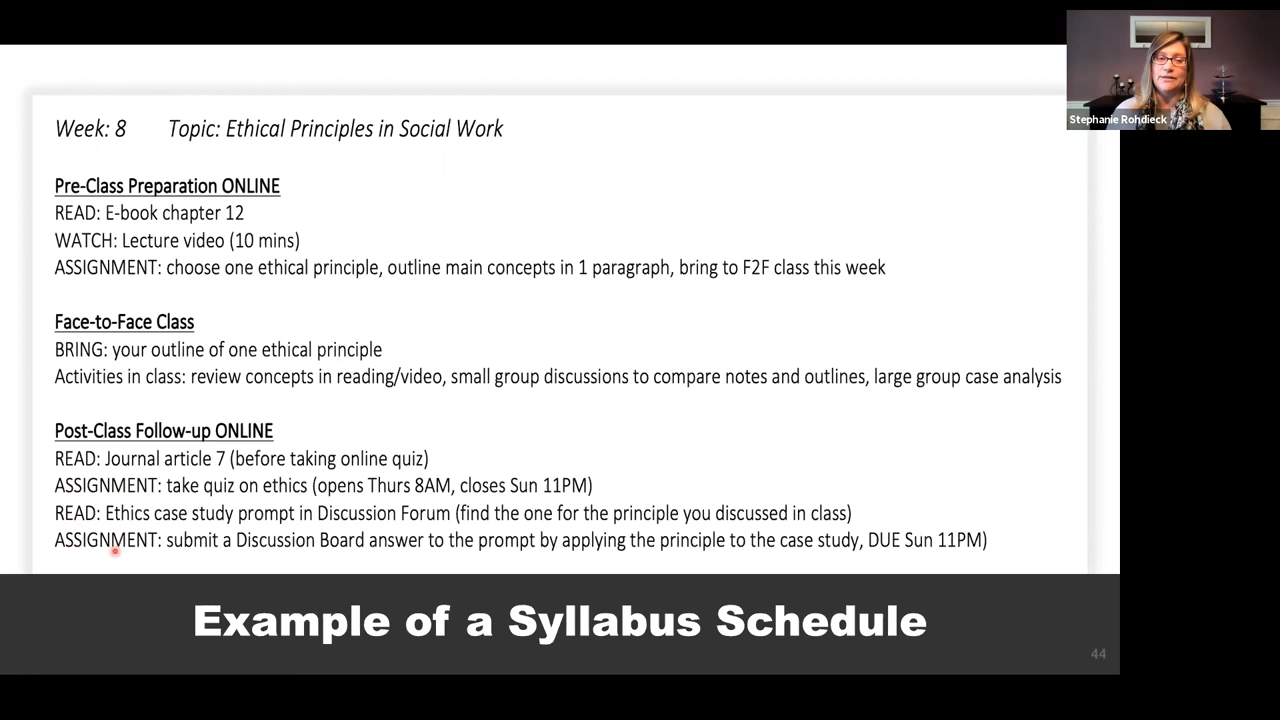 Stephanie Rohdieck
Week: 8 Topic: Ethical Principles in Social Work
Pre-Class Preparation ONLINE
READ: E-book chapter 12
WATCH: Lecture video (10 mins)
ASSIGNMENT: choose one ethical principle, outline main concepts in 1 paragraph, bring to F2F class this week
Face-to-Face Class
BRING: your outline of one ethical principle
Activities in class: review concepts in reading/video, small group discussions to compare notes and outlines, large group case analysis
Post-Class Follow-up ONLINE
READ: Journal article 7 (before taking online quiz)
ASSIGNMENT: take quiz on ethics (opens Thurs 8AM, closes Sun 11PM)
READ: Ethics case study prompt in Discussion Forum (find the one for the principle you discussed in class)
ASSIGNMENT: submit a Discussion Board answer to the prompt by applying the principle to the case study, DUE Sun 11PM)
Example of a Syllabus Schedule
44